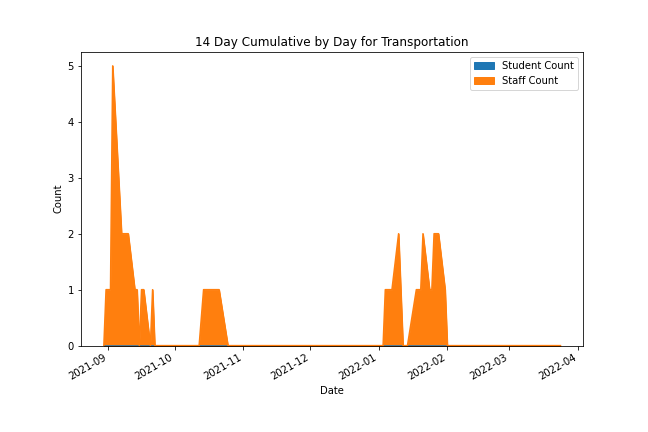 14 Day Cumulative by Day for Transportation
Student Count
Staff Count
5
4
3
2
1
0
Count
2021-09
2021-10
2021-11
2021-12
2022-01
2022-02
2022-03
2022-04
Date